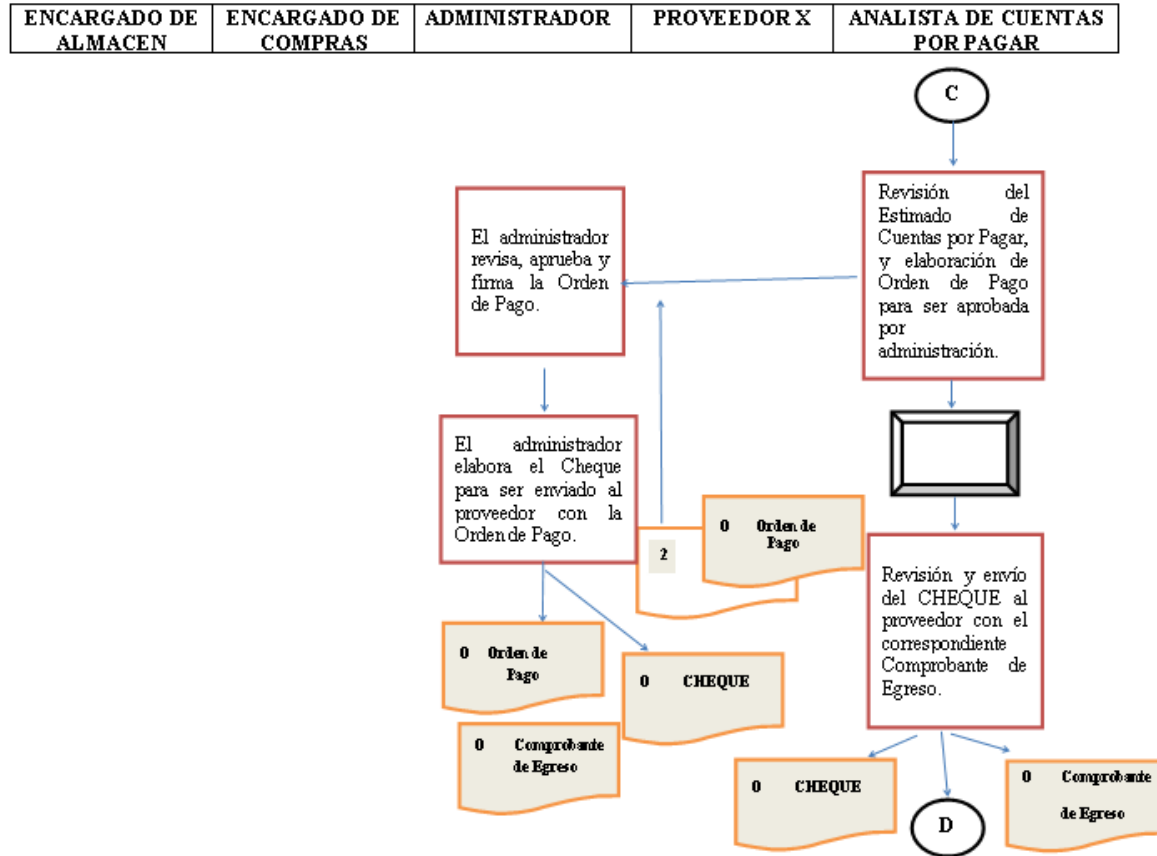 ENCARGADO DE
ALMACEN
ENCARGADO DE
COMPRAS
ADMINISTRADOR
PROVEEDOR X
ANALISTA DE CUENTAS
POR PAGAR
C
El administrador
revisa, aprueba y
firma la Orden
de Pago.
Revisión del
Estimado de
Cuentas por Pagar,
y elaboración de
Orden de Pago
para ser aprobada
por
administración.
El administrador
elabora el Cheque
para ser enviado al
proveedor con la
Orden de Pago.
2
0 Orden de
Pago
Revisión y envío
del CHEQUE al
proveedor con el
correspondiente
Comprobante de
Egreso.
0 Orden de
Pago
0 CHEQUE
0 Comprobante
de Egreso
0 CHEQUE
D
0 Comprobante
de Egreso